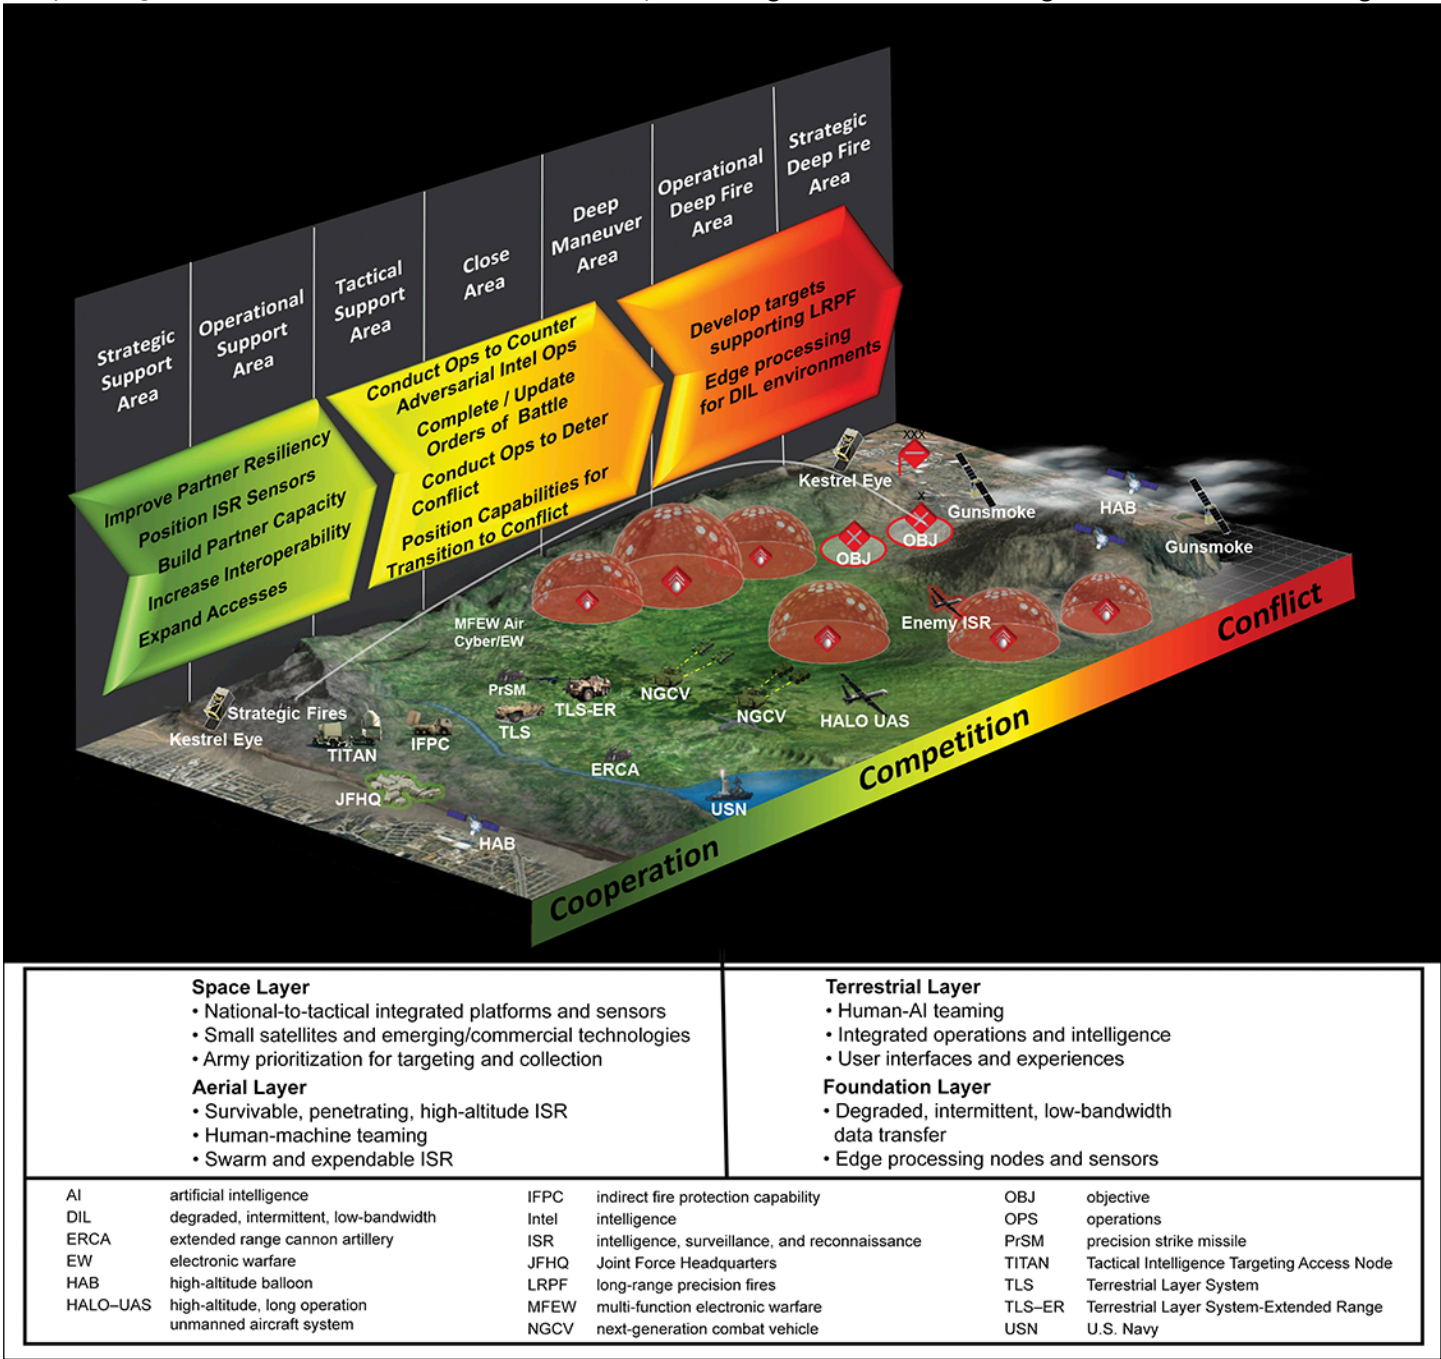 Strategic
Support
Area
Operational
Support
Area
Tactical
Support
Area
Close
Area
Deep
Maneuver
Area
Operational
Deep Fire
Area
Strategic
Deep Fire
Area
Improve Partner Resiliency
Position ISR Sensors
Build Partner Capacity
Increase Interoperability
Expand Accesses
Conduct Ops to Counter
Adversarial Intel Ops
Complete / Update
Orders of Battle
Conduct Ops to Deter
Conflict
Position Capabilities for
Transition to Conflict
Develop targets
supporting LRPF
Edge processing
for DIL environments
XXX
Kestrel Eye
X
Gunsmoke
HAB
Gunsmoke
OBJ
OBJ
Enemy ISR
MFEW Air
Cyber/EW
PrSM
TLS-ER
NGCV
NGCV
HALO UAS
TLS
Strategic Fires
Kestrel Eye
TITAN
IFPC
ERCA
JFHQ
USN
HAB
Cooperation
Competition
Conflict
Space Layer
• National-to-tactical integrated platforms and sensors
• Small satellites and emerging/commercial technologies
• Army prioritization for targeting and collection
Aerial Layer
• Survivable, penetrating, high-altitude ISR
• Human-machine teaming
• Swarm and expendable ISR
Terrestrial Layer
• Human-AI teaming
• Integrated operations and intelligence
• User interfaces and experiences
Foundation Layer
• Degraded, intermittent, low-bandwidth
data transfer
• Edge processing nodes and sensors
AI artificial intelligence
DIL degraded, intermittent, low-bandwidth
ERCA extended range cannon artillery
EW electronic warfare
HAB high-altitude balloon
HALO–UAS high-altitude, long operation
unmanned aircraft system
IFPC indirect fire protection capability
Intel intelligence
ISR intelligence, surveillance, and reconnaissance
JFHQ Joint Force Headquarters
LRPF long-range precision fires
MFEW multi-function electronic warfare
NGCV next-generation combat vehicle
OBJ objective
OPS operations
PrSM precision strike missile
TITAN Tactical Intelligence Targeting Access Node
TLS Terrestrial Layer System
TLS–ER Terrestrial Layer System-Extended Range
USN U.S. Navy